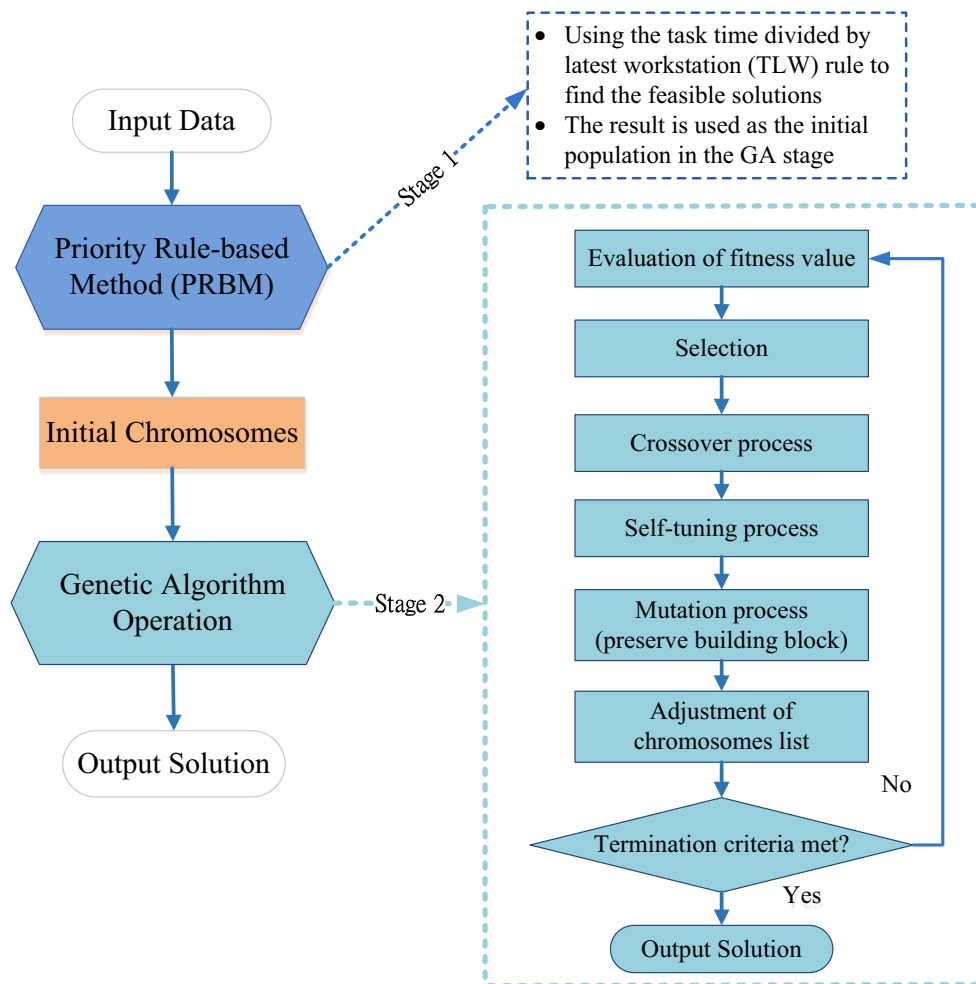 Input Data
Priority Rule-based
Method (PRBM)
Initial Chromosomes
Genetic Algorithm
Operation
Output Solution
Stage 1
• Using the task time divided by
latest workstation (TLW) rule to
find the feasible solutions
• The result is used as the initial
population in the GA stage
Stage 2
Evaluation of fitness value
Selection
Crossover process
Self-tuning process
Mutation process
(preserve building block)
Adjustment of
chromosomes list
No
Termination criteria met?
Yes
Output Solution